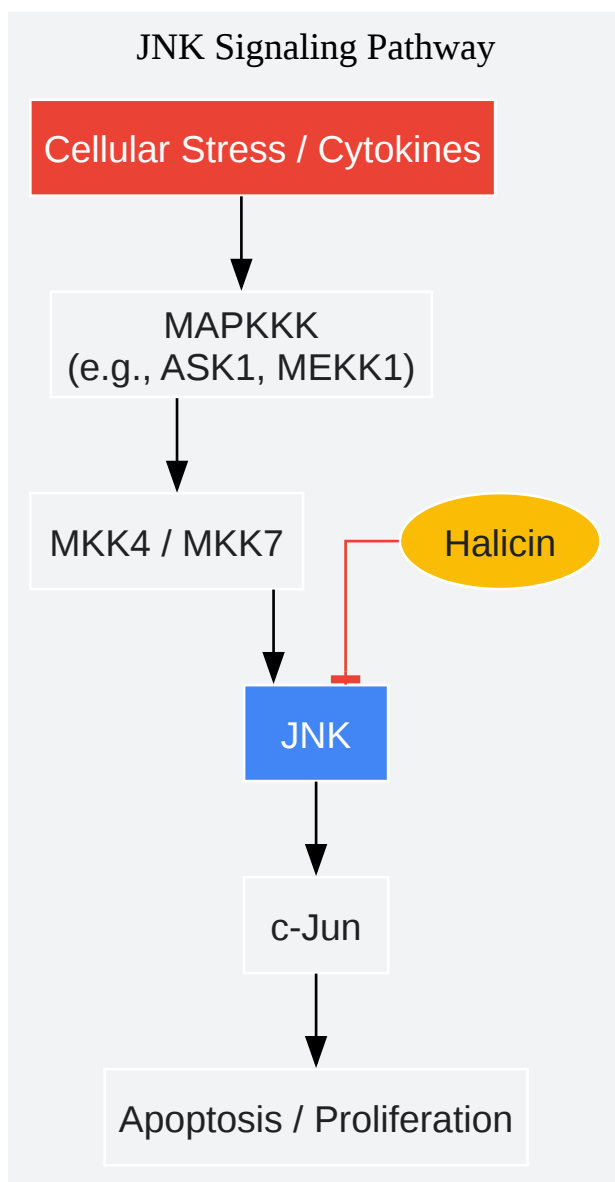 JNK Signaling Pathway
Cellular Stress / Cytokines
MAPKKK
(e.g., ASK1, MEKK1)
MKK4 / MKK7
Halicin
JNK
c-Jun
Apoptosis / Proliferation